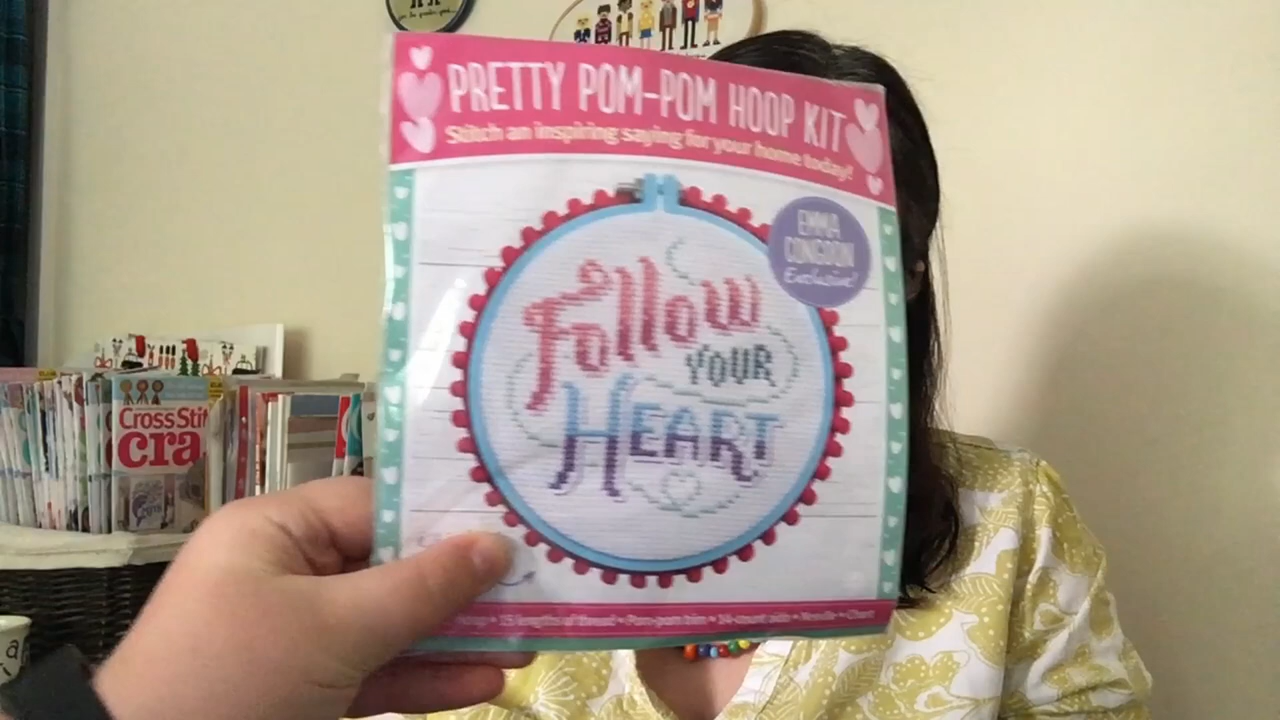 PRETTY POM-POM HOOP KIT
Stitch an inspiring saying for your home today!
EMMA
CONGDON
Exclusive!
Follow
YOUR
HEART
hoop • 15 lengths of thread • Pom-pom trim • 14-count aida • Needle • Chart
Cross Stit
cra
a